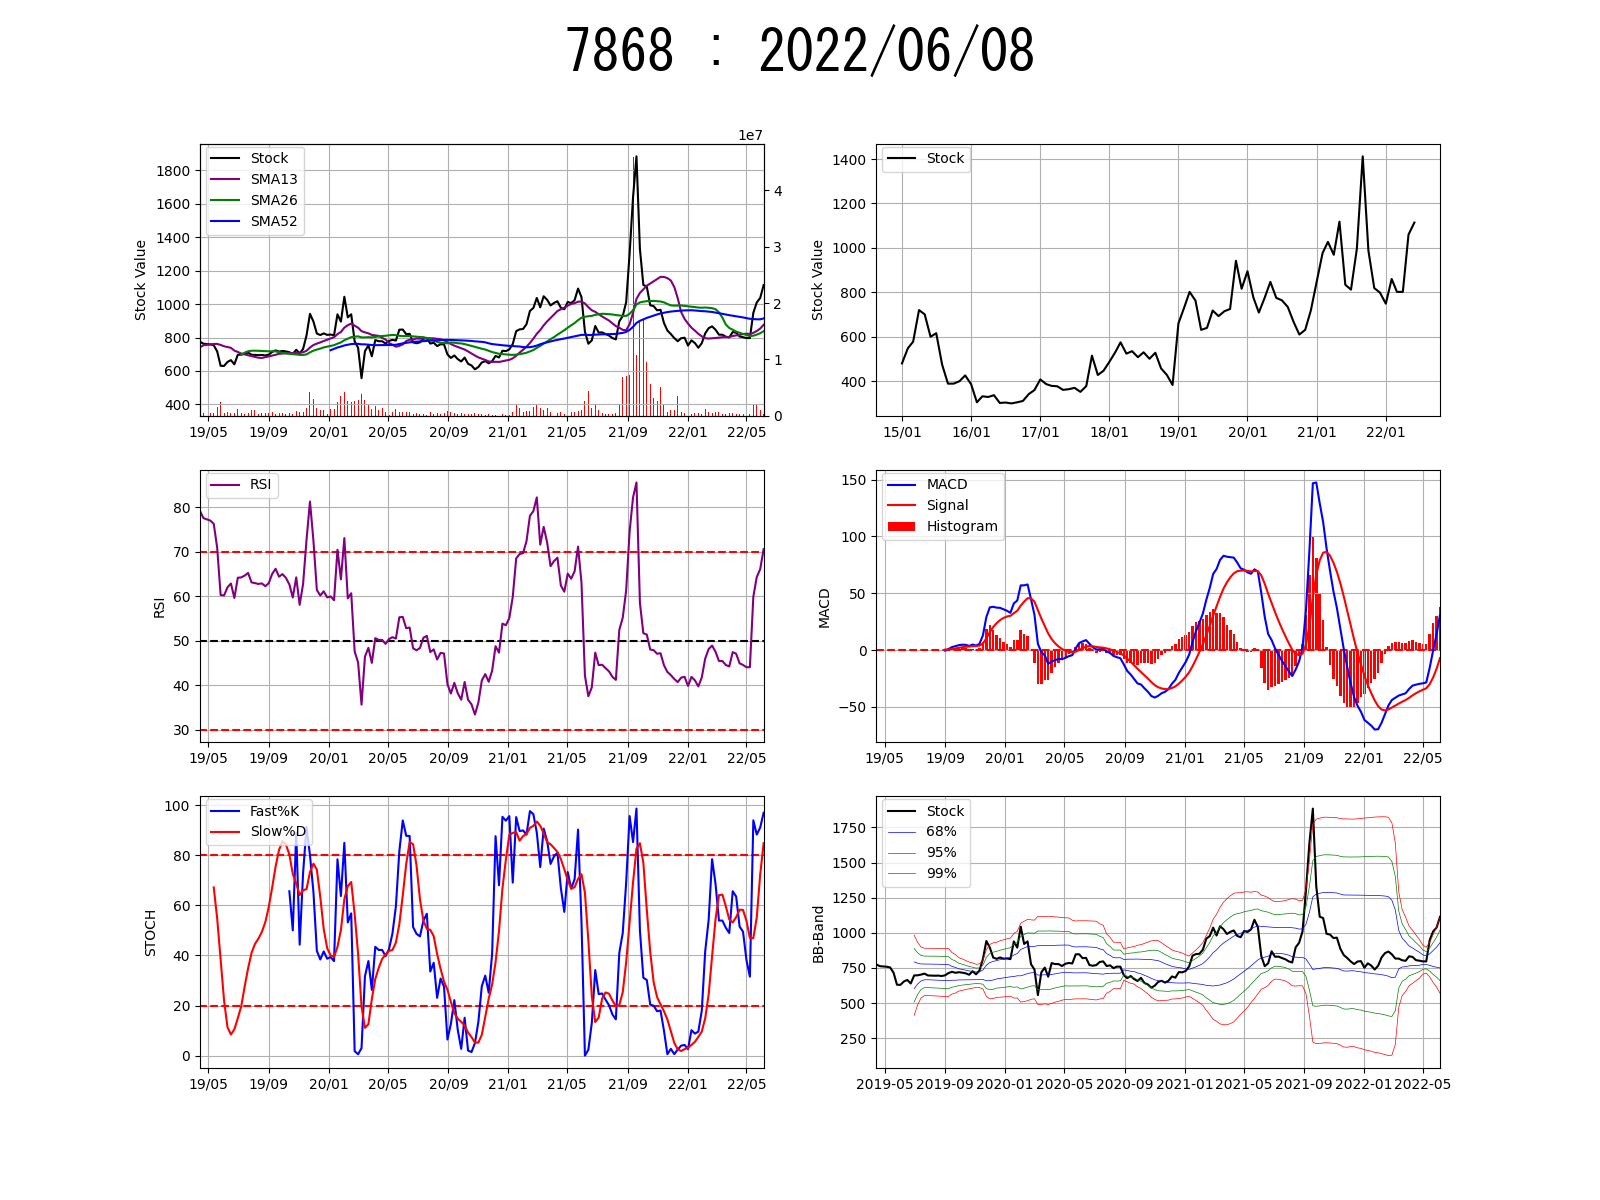 7868 : 2022/06/08
1e7
Stock
SMA13
SMA26
SMA52
Stock Value
1800
1600
1400
1200
1000
800
600
400
4
3
2
1
0
19/05 19/09 20/01 20/05 20/09 21/01 21/05 21/09 22/01 22/05
Stock
Stock Value
1400
1200
1000
800
600
400
15/01 16/01 17/01 18/01 19/01 20/01 21/01 22/01
RSI
RSI
80
70
60
50
40
30
19/05 19/09 20/01 20/05 20/09 21/01 21/05 21/09 22/01 22/05
MACD
Signal
Histogram
MACD
150
100
50
0
−50
19/05 19/09 20/01 20/05 20/09 21/01 21/05 21/09 22/01 22/05
Fast%K
Slow%D
STOCH
100
80
60
40
20
0
19/05 19/09 20/01 20/05 20/09 21/01 21/05 21/09 22/01 22/05
Stock
68%
95%
99%
BB-Band
1750
1500
1250
1000
750
500
250
2019-05 2019-09 2020-01 2020-05 2020-09 2021-01 2021-05 2021-09 2022-01 2022-05